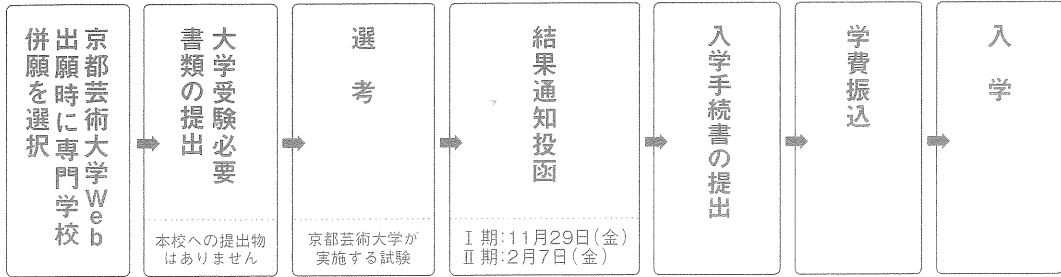 京都芸術大学Web
出願時に専門学校
併願を選択
大学受験必要
書類の提出
本校への提出物
はありません
選考
京都芸術大学が
実施する試験
結果通知投函
Ⅰ期:11月29日(金)
Ⅱ期:2月7日(金)
入学手続書の提出
学費振込
入学